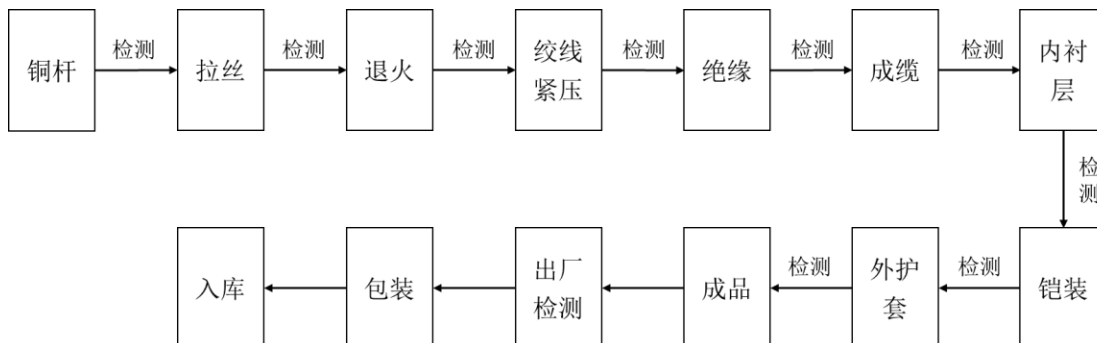 检测
检测
检测
检测
检测
检测
铜杆
拉丝
退火
绞线
紧压
绝缘
成缆
内衬
层
检
测
入库
包装
出厂
检测
成品
检测
外护
套
检测
铠装